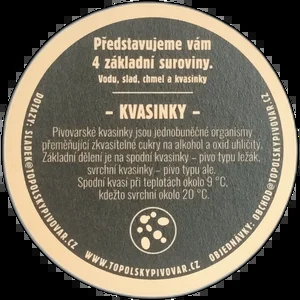 Představujeme vám
4 základní suroviny.
Vodu, slad, chmel a kvasinky
- KVASINKY -
Pivovarské kvasinky jsou jednobuněčné organismy
přeměňující zkvasitelné cukry na alkohol a oxid uhličitý.
Základní dělení je na spodní kvasinky – pivo typu ležák,
svrchní kvasinky – pivo typu ale.
Spodní kvasí při teplotách okolo 9 °C,
kdežto svrchní okolo 20 °C.
DOTAZY: SLADEK@TOPOLSKYPIVOVAR.CZ
WWW.TOPOLSKYPIVOVAR.CZ
OBJEDNÁVKY: OBCHOD@TOPOLSKYPIVOVAR.CZ